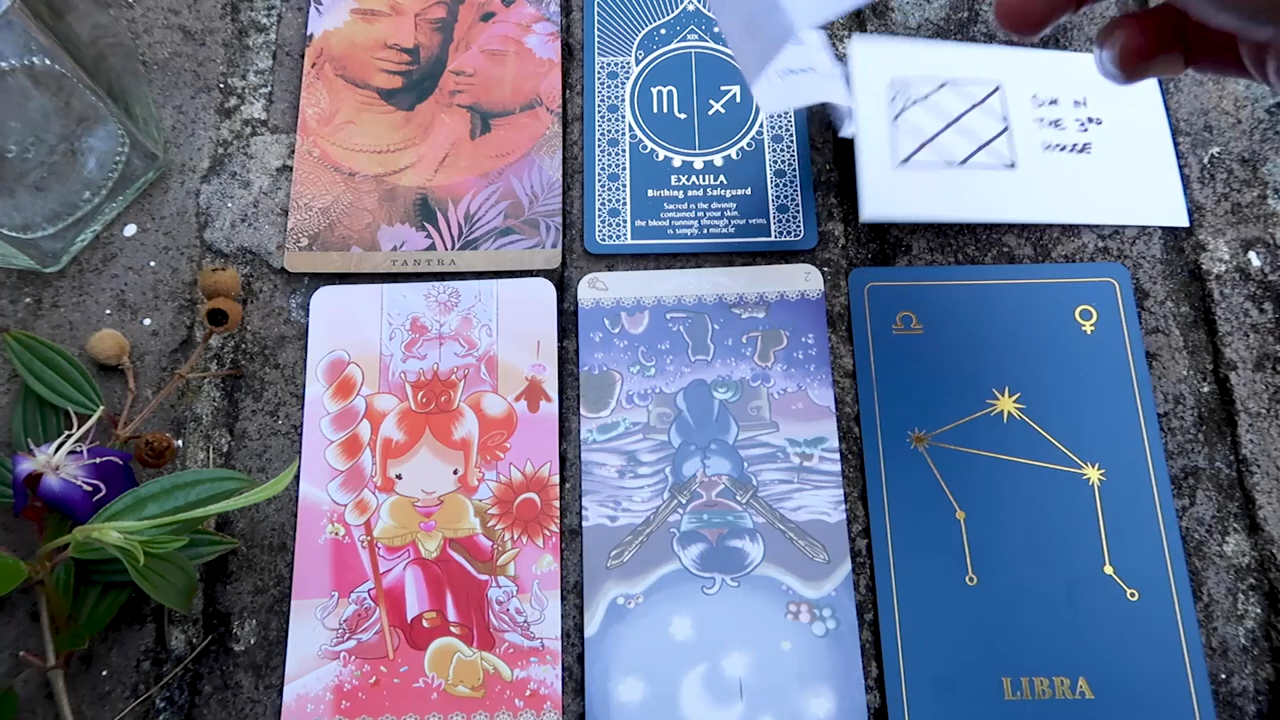 XIX
EXAULA
Birthing and Safeguard
Sacred is the divinity
contained in your skin,
the blood running through your veins
is simply, a miracle
SUN IN
THE 3RD
HOUSE
TANTRA
2
LIBRA